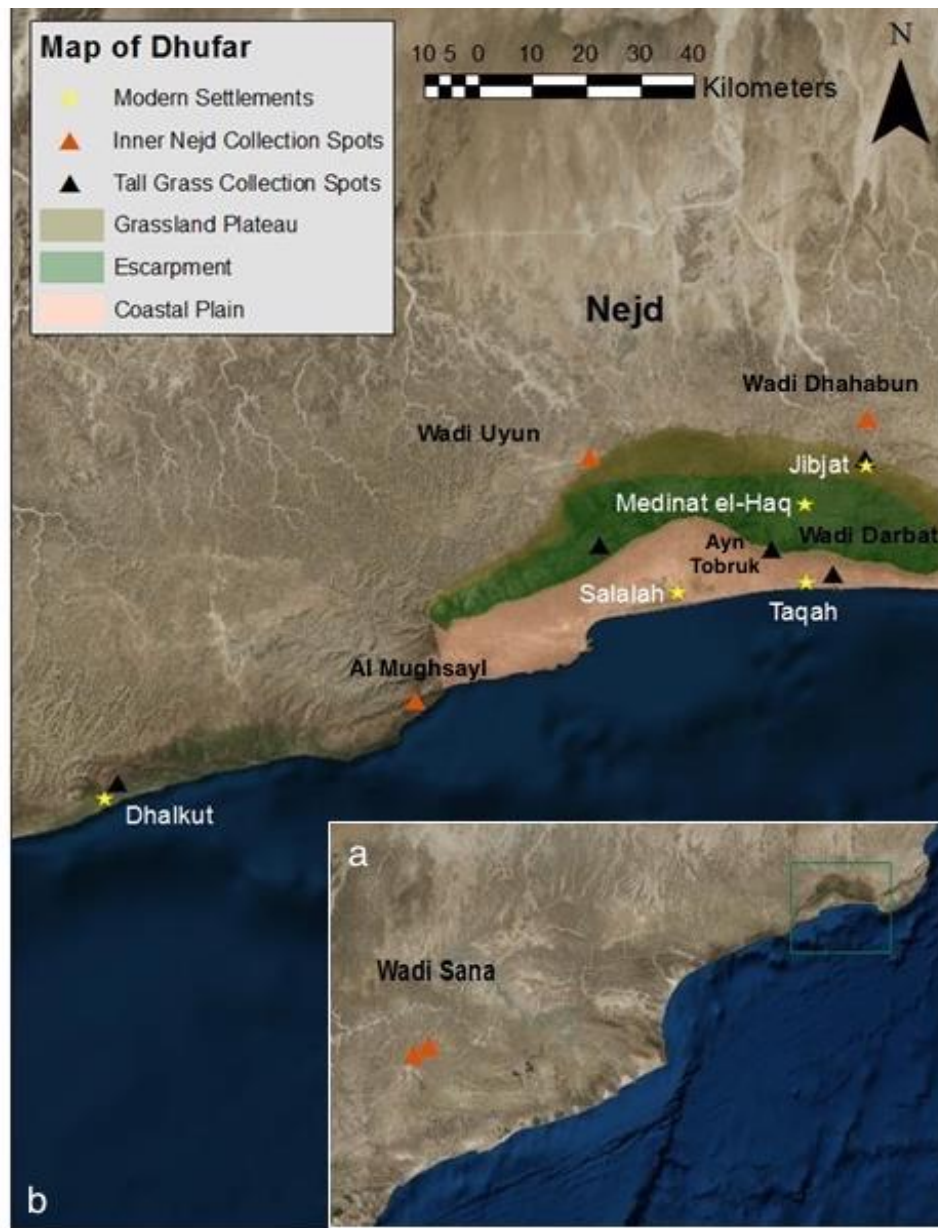 Map of Dhufar
Modern Settlements
Inner Nejd Collection Spots
Tall Grass Collection Spots
Grassland Plateau
Escarpment
Coastal Plain
10 5 0 10 20 30 40
Kilometers
N
Nejd
Wadi Dhahabun
Wadi Uyun
Jibjat
Medinat el-Haq
Wadi Darbat
Ayn
Tobruk
Salalah
Taqah
Al Mughsayl
Dhalkut
a
Wadi Sana
b